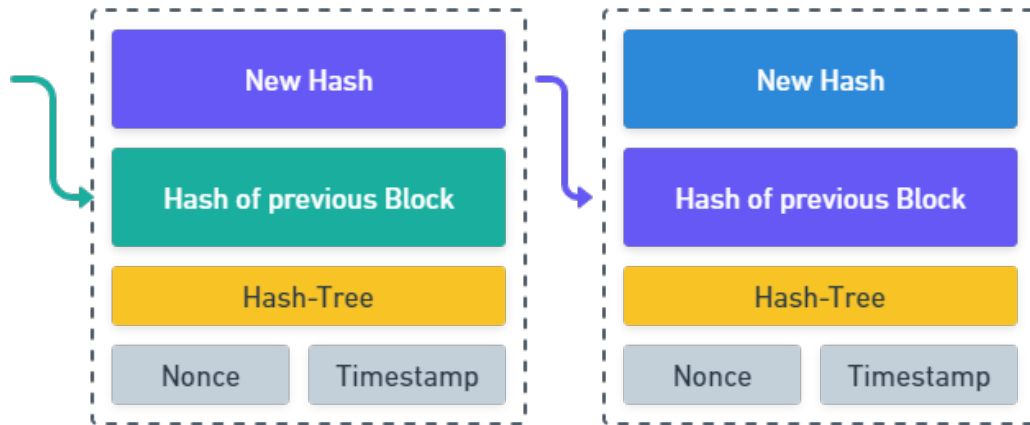 New Hash
Hash of previous Block
Hash-Tree
Nonce
Timestamp
New Hash
Hash of previous Block
Hash-Tree
Nonce
Timestamp